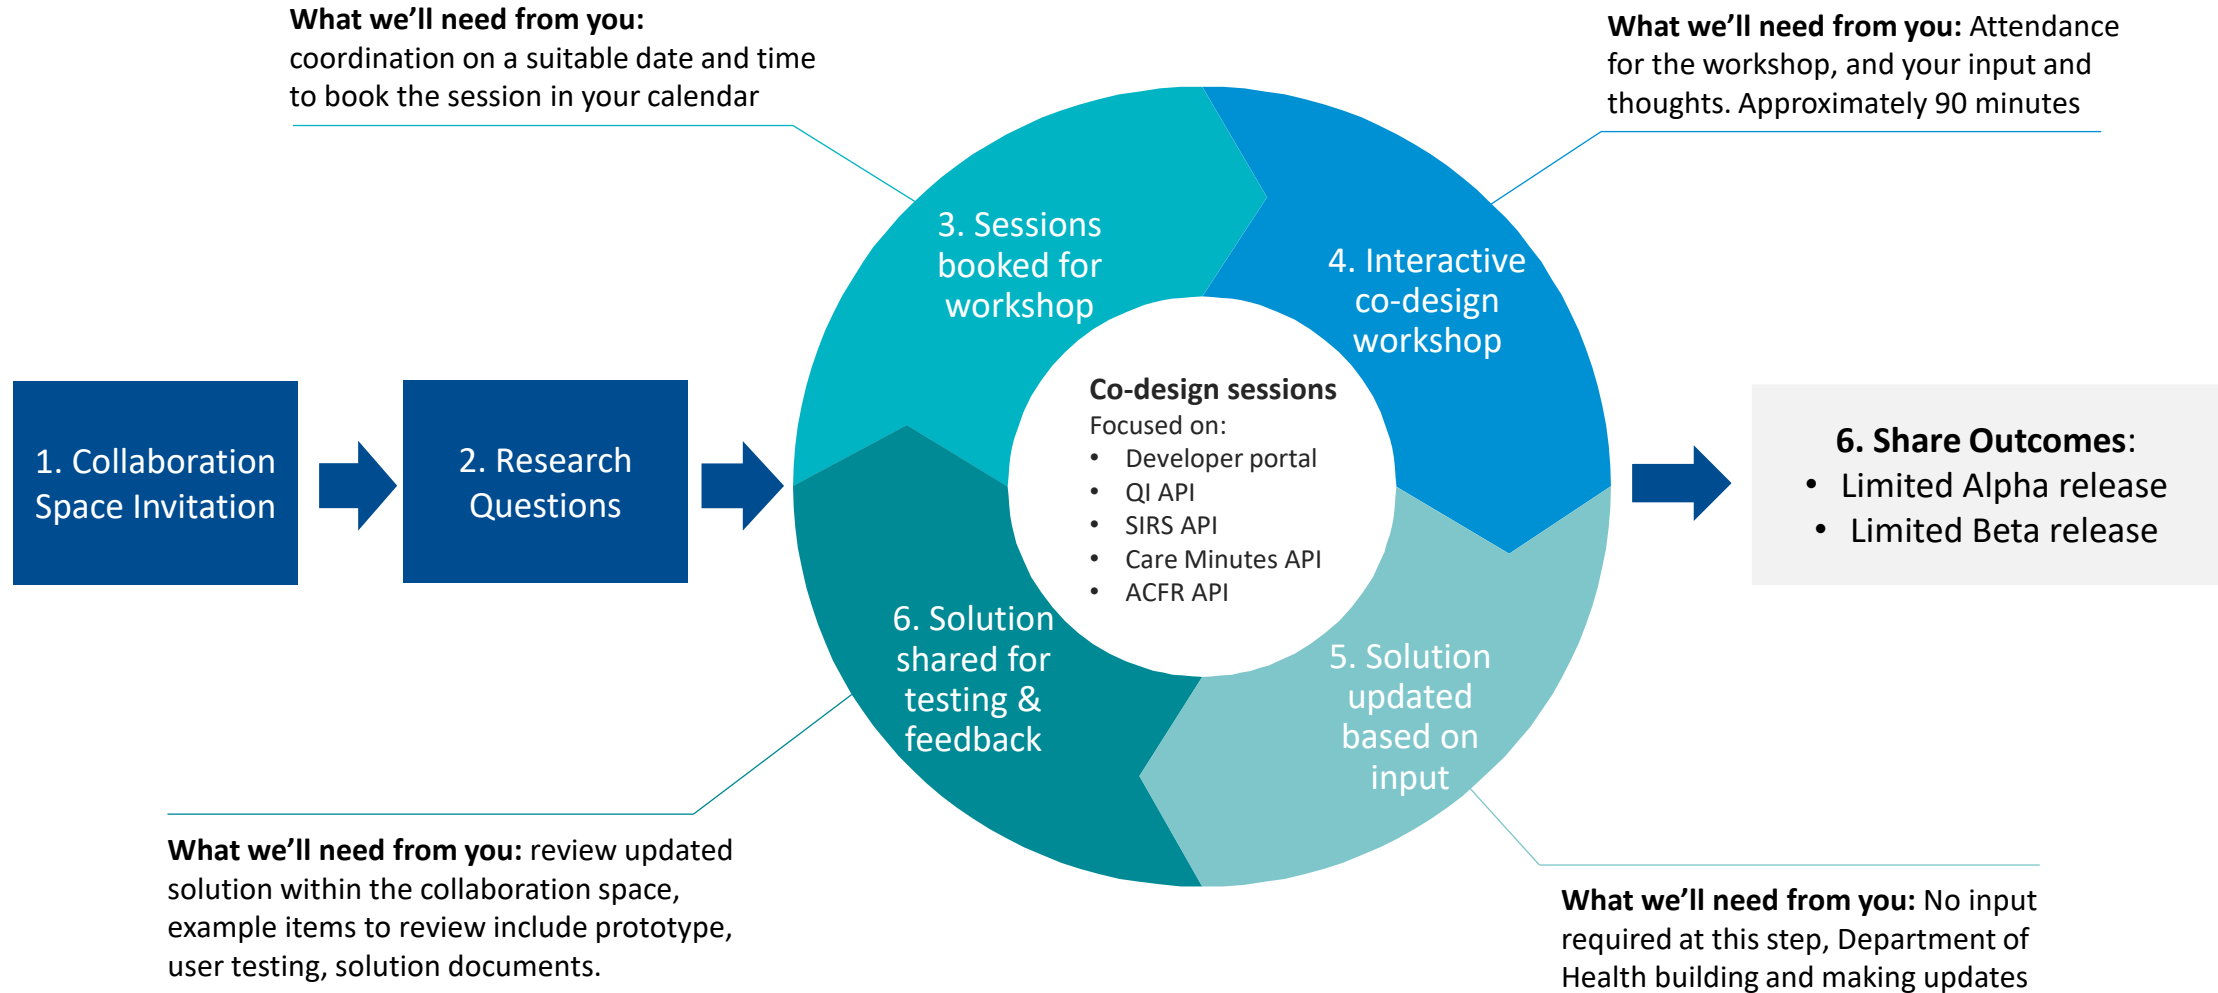 What we’ll need from you:
coordination on a suitable date and time
to book the session in your calendar
What we’ll need from you: Attendance
for the workshop, and your input and
thoughts. Approximately 90 minutes
1. Collaboration
Space Invitation
2. Research
Questions
3. Sessions
booked for
workshop
4. Interactive
co-design
workshop
Co-design sessions
Focused on:
• Developer portal
• QI API
• SIRS API
• Care Minutes API
• ACFR API
5. Solution
updated
based on
input
6. Solution
shared for
testing &
feedback
6. Share Outcomes:
• Limited Alpha release
• Limited Beta release
What we’ll need from you: review updated
solution within the collaboration space,
example items to review include prototype,
user testing, solution documents.
What we’ll need from you: No input
required at this step, Department of
Health building and making updates